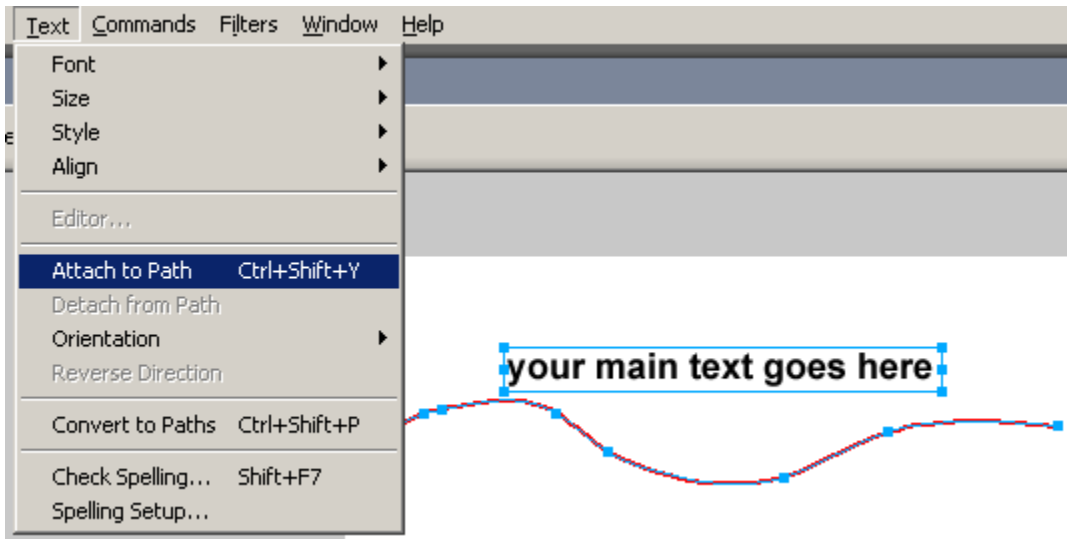 Text Commands Filters Window Help
Font
Size
Style
Align
Editor...
Attach to Path Ctrl+Shift+Y
Detach from Path
Orientation
Reverse Direction
Convert to Paths Ctrl+Shift+P
Check Spelling... Shift+F7
Spelling Setup...
your main text goes here